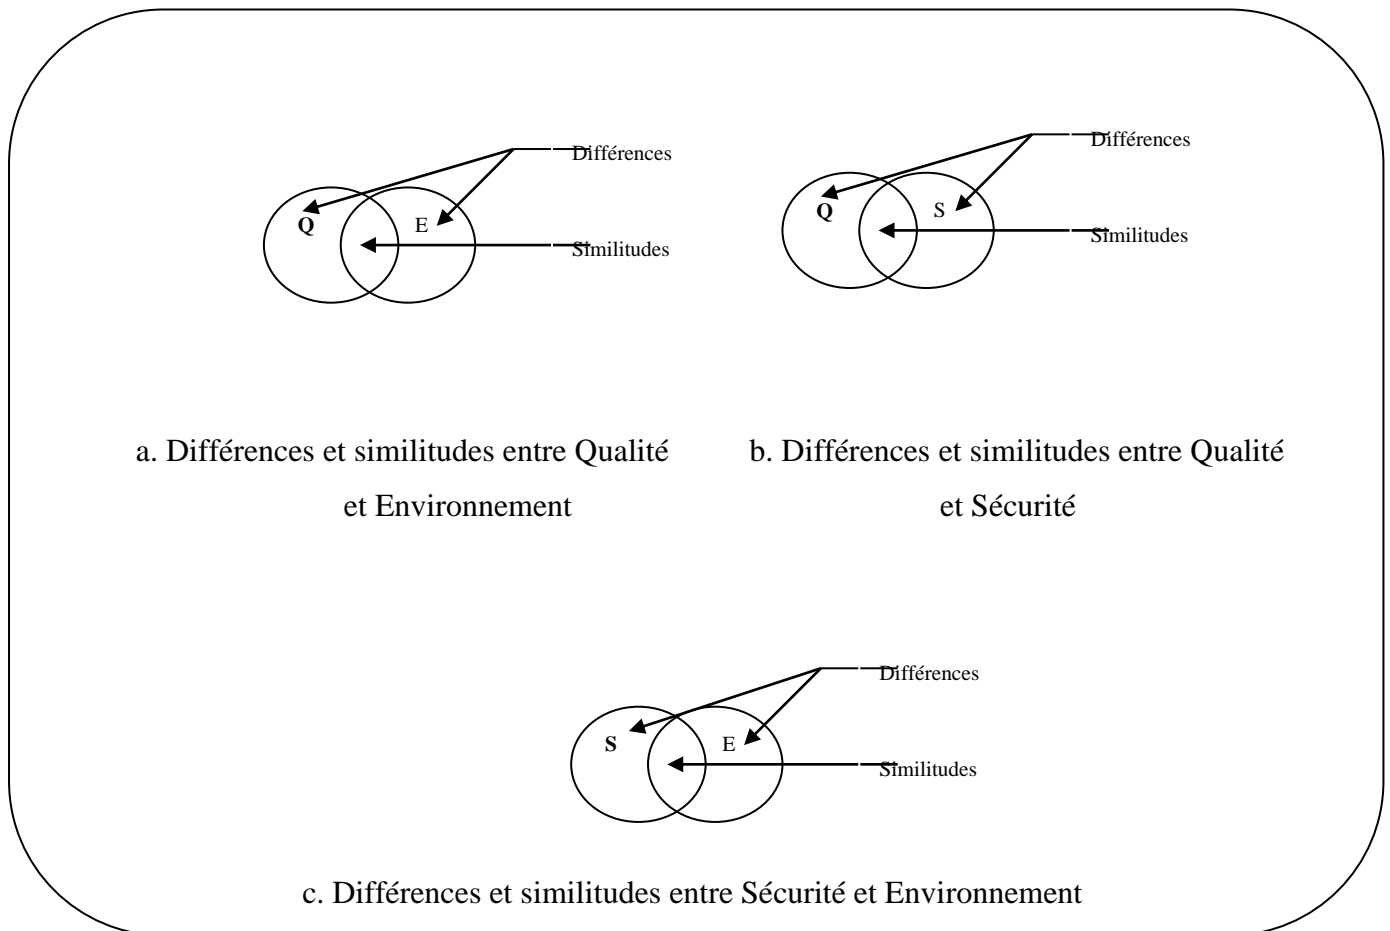 Différences
Q
E
Similitudes
Différences
Q
S
Similitudes
a. Différences et similitudes entre Qualité
et Environnement
b. Différences et similitudes entre Qualité
et Sécurité
Différences
S
E
Similitudes
c. Différences et similitudes entre Sécurité et Environnement